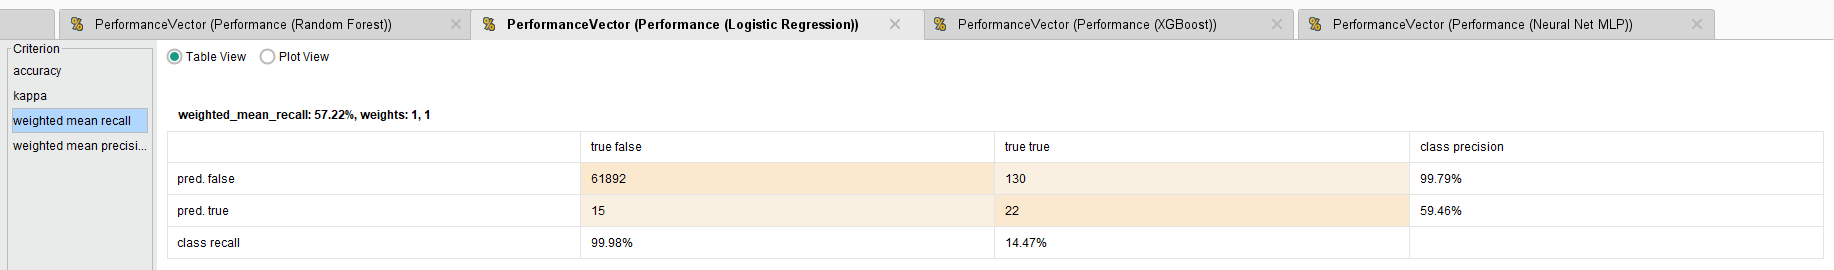 PerformanceVector (Performance (Random Forest))
PerformanceVector (Performance (Logistic Regression))
PerformanceVector (Performance (XGBoost))
PerformanceVector (Performance (Neural Net MLP))
Criterion
accuracy
kappa
weighted mean recall
weighted mean precisi...
Table View Plot View
weighted_mean_recall: 57.22%, weights: 1, 1
true false true true class precision
pred. false 61892 130 99.79%
pred. true 15 22 59.46%
class recall 99.98% 14.47%